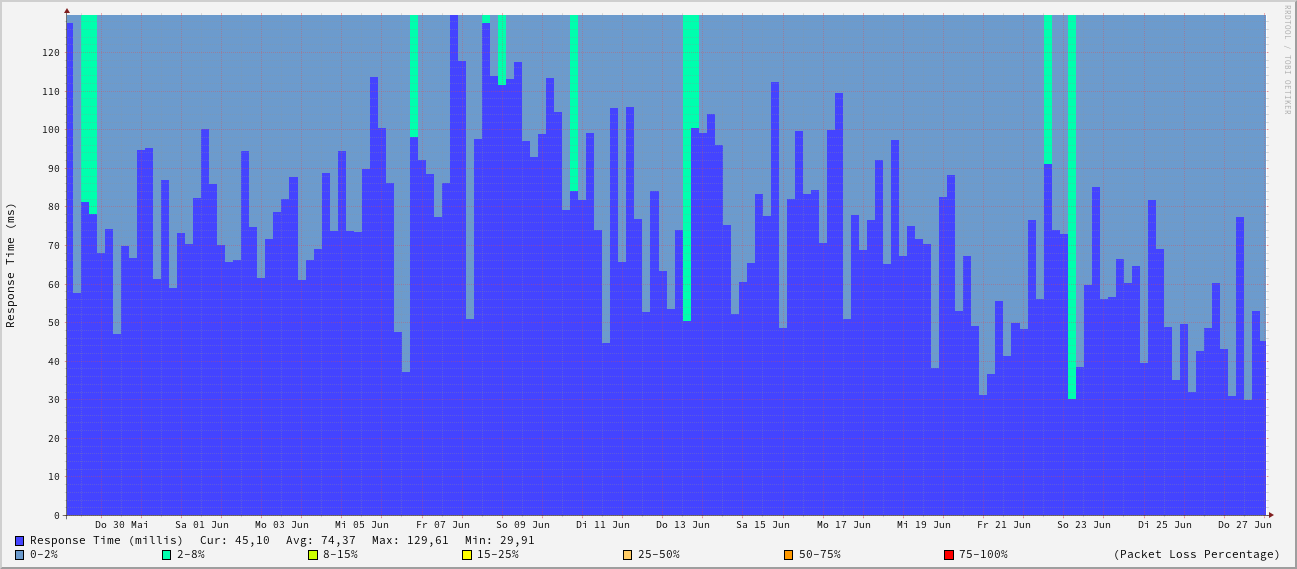 RRDTOOL / TOBI OETIKER
Response Time (ms)
120
110
100
90
80
70
60
50
40
30
20
10
0
Do 30 Mai Sa 01 Jun Mo 03 Jun Mi 05 Jun Fr 07 Jun So 09 Jun Di 11 Jun Do 13 Jun Sa 15 Jun Mo 17 Jun Mi 19 Jun Fr 21 Jun So 23 Jun Di 25 Jun Do 27 Jun
Response Time (millis) Cur: 45,10 Avg: 74,37 Max: 129,61 Min: 29,91
0-2% 2-8% 8-15% 15-25% 25-50% 50-75% 75-100% (Packet Loss Percentage)